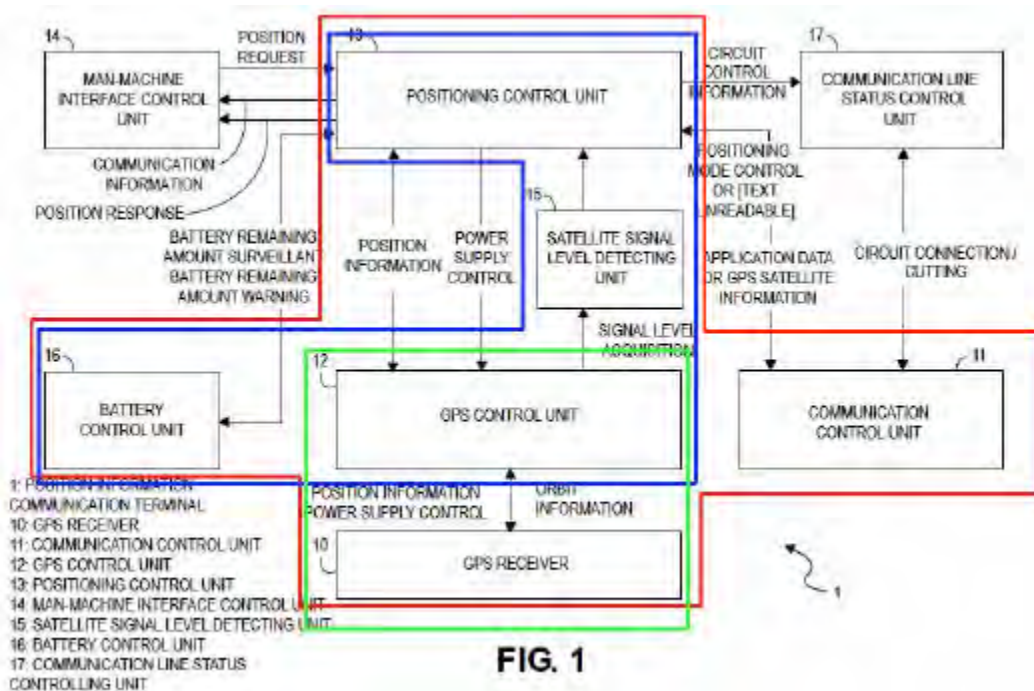 14
MAN-MACHINE
INTERFACE CONTROL
UNIT
POSITION
REQUEST
13
POSITIONING CONTROL UNIT
CIRCUIT
CONTROL
INFORMATION
17
COMMUNICATION LINE
STATUS CONTROL
UNIT
COMMUNICATION
INFORMATION
POSITION RESPONSE
BATTERY REMAINING
AMOUNT SURVEILLANT
BATTERY REMAINING
AMOUNT WARNING
POSITION
INFORMATION
POWER
SUPPLY
CONTROL
15
SATELLITE SIGNAL
LEVEL DETECTING
UNIT
POSITIONING
MODE CONTROL
OR [TEXT
UNREADABLE]
APPLICATION DATA
OR GPS SATELLITE
INFORMATION
CIRCUIT CONNECTION/
CUTTING
SIGNAL LEVEL
ACQUISITION
16
BATTERY
CONTROL UNIT
12
GPS CONTROL UNIT
11
COMMUNICATION
CONTROL UNIT
POSITION INFORMATION
POWER SUPPLY CONTROL
ORBIT
INFORMATION
10
GPS RECEIVER
1
1: POSITION INFORMATION
COMMUNICATION TERMINAL
10: GPS RECEIVER
11: COMMUNICATION CONTROL UNIT
12: GPS CONTROL UNIT
13: POSITIONING CONTROL UNIT
14: MAN-MACHINE INTERFACE CONTROL UNIT
15: SATELLITE SIGNAL LEVEL DETECTING UNIT
16: BATTERY CONTROL UNIT
17: COMMUNICATION LINE STATUS
CONTROLLING UNIT
FIG. 1